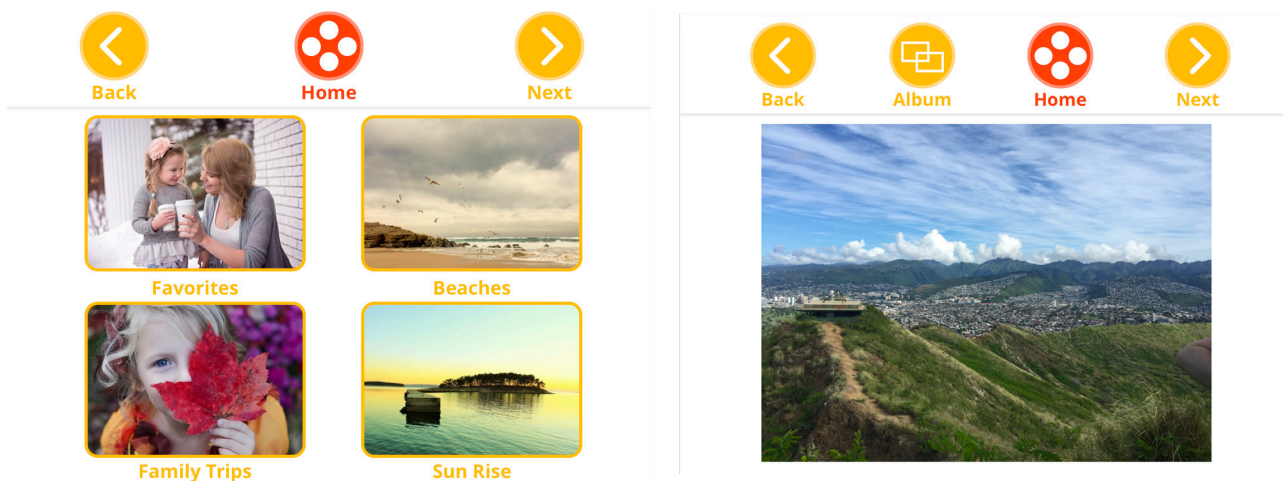 Back Home Next
Favorites Beaches
Family Trips Sun Rise
Back Album Home Next